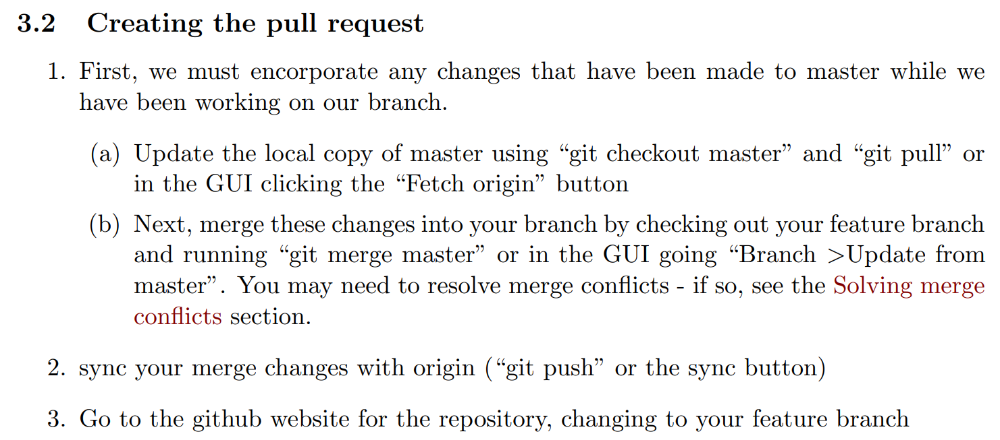 3.2 Creating the pull request
1. First, we must encorporate any changes that have been made to master while we
have been working on our branch.
(a) Update the local copy of master using “git checkout master” and “git pull” or
in the GUI clicking the “Fetch origin” button
(b) Next, merge these changes into your branch by checking out your feature branch
and running “git merge master” or in the GUI going “Branch >Update from
master”. You may need to resolve merge conflicts - if so, see the Solving merge
conflicts section.
2. sync your merge changes with origin (“git push” or the sync button)
3. Go to the github website for the repository, changing to your feature branch